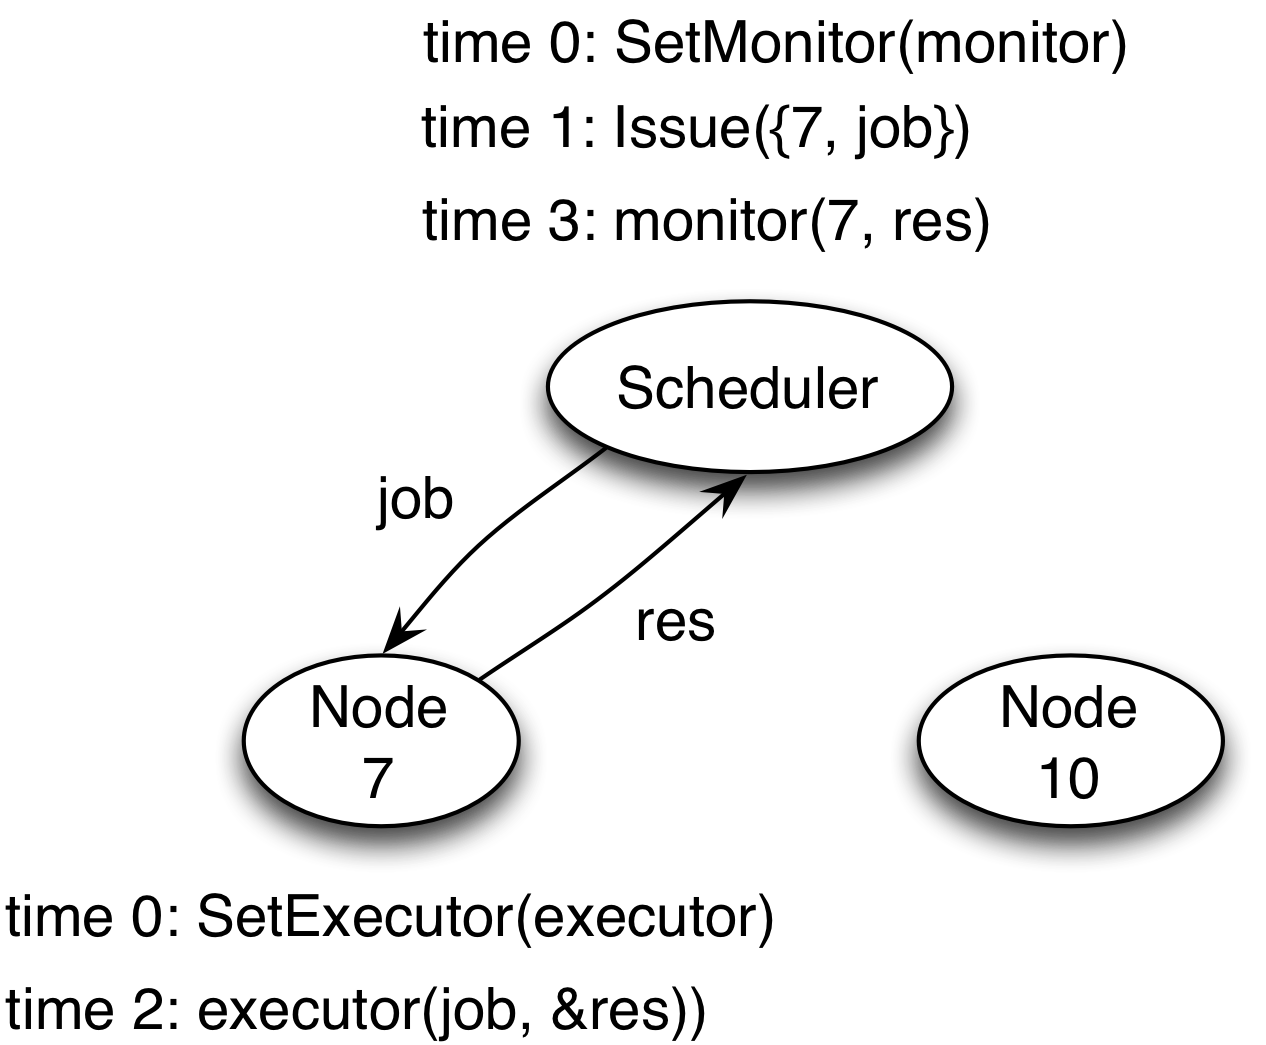 time 0: SetMonitor(monitor)
time 1: Issue({7, job})
time 3: monitor(7, res)
Scheduler
job
res
Node
7
Node
10
time 0: SetExecutor(executor)
time 2: executor(job, &res))